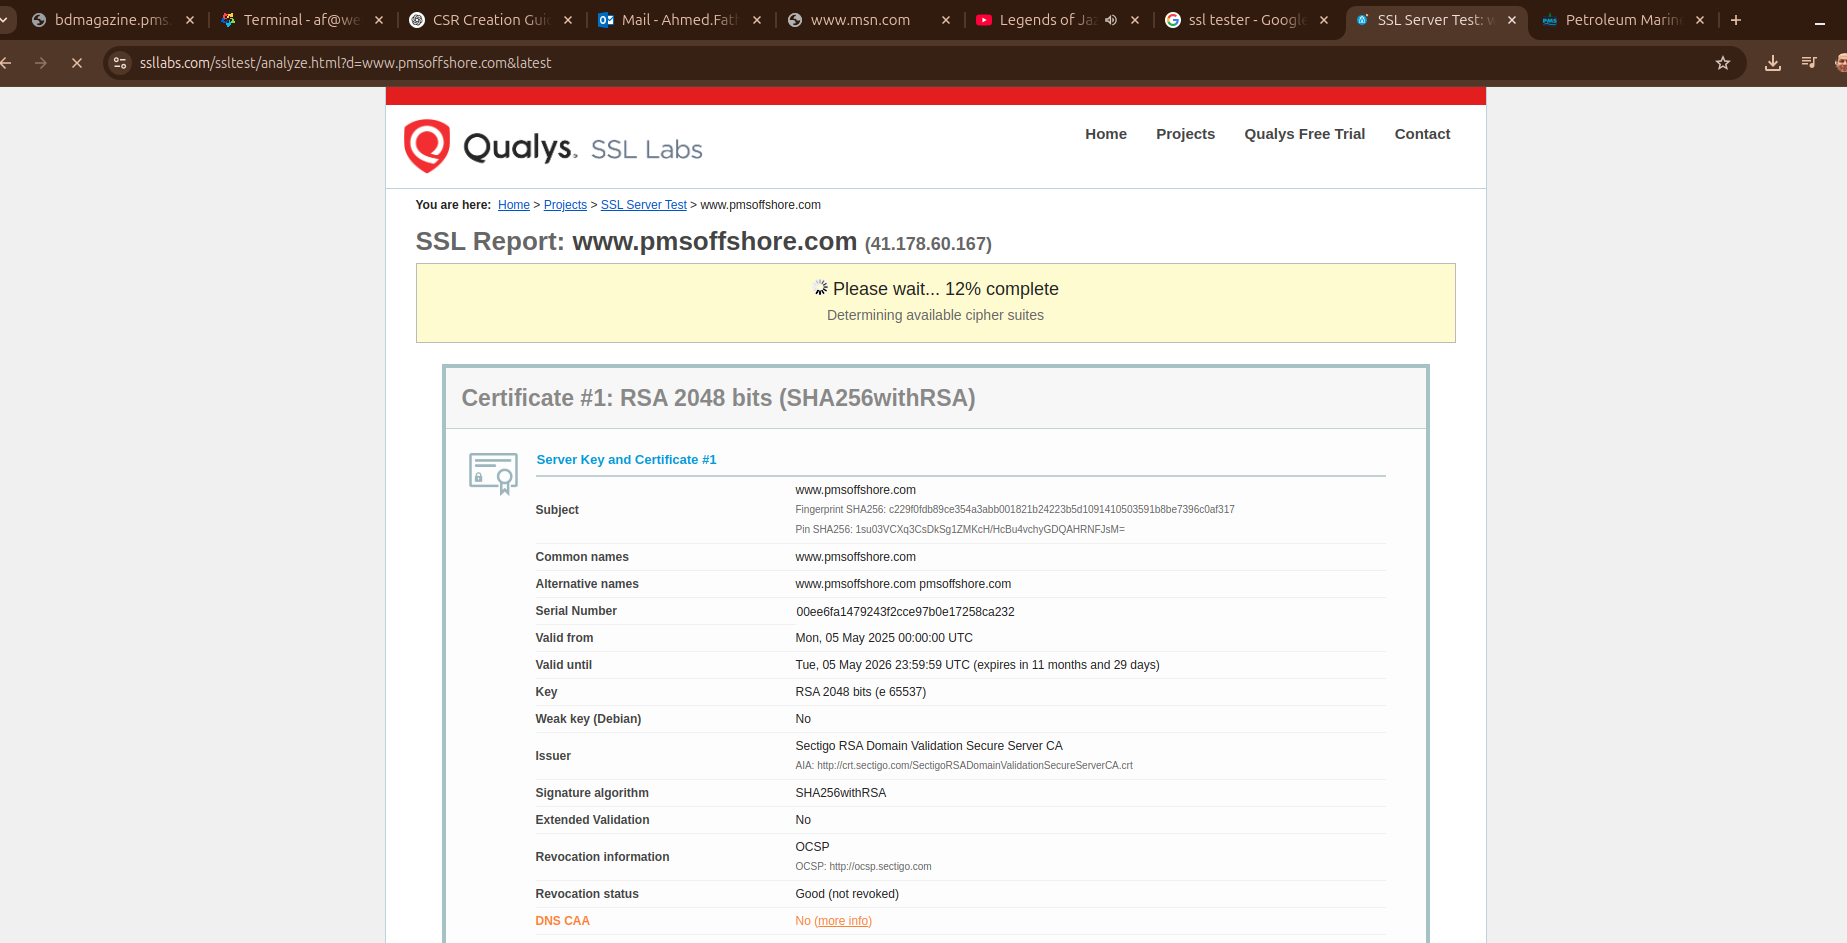 bdmagazine.pms
Terminal - af@we
CSR Creation Gui
Mail - Ahmed.Fat
www.msn.com
Legends of Ja
ssl tester - Google
SSL Server Test: w
Petroleum Marin
ssllabs.com/ssltest/analyze.html?d=www.pmsoffshore.com&latest
Qualys. SSL Labs
Home Projects Qualys Free Trial Contact
You are here: Home > Projects > SSL Server Test > www.pmsoffshore.com
SSL Report: www.pmsoffshore.com (41.178.60.167)
Please wait... 12% complete
Determining available cipher suites
Certificate #1: RSA 2048 bits (SHA256withRSA)
Server Key and Certificate #1
Subject
www.pmsoffshore.com
Fingerprint SHA256: c229f0fdb89ce354a3abb001821b24223b5d1091410503591b8be7396c0af317
Pin SHA256: 1su03VCXq3CsDkSg1ZMKcH/HcBu4vchyGDQAHRNFJsM=
Common names www.pmsoffshore.com
Alternative names www.pmsoffshore.com pmsoffshore.com
Serial Number 00ee6fa1479243f2cce97b0e17258ca232
Valid from Mon, 05 May 2025 00:00:00 UTC
Valid until Tue, 05 May 2026 23:59:59 UTC (expires in 11 months and 29 days)
Key RSA 2048 bits (e 65537)
Weak key (Debian) No
Issuer
Sectigo RSA Domain Validation Secure Server CA
AIA: http://crt.sectigo.com/SectigoRSADomainValidationSecureServerCA.crt
Signature algorithm SHA256withRSA
Extended Validation No
Revocation information
OCSP
OCSP: http://ocsp.sectigo.com
Revocation status Good (not revoked)
DNS CAA No (more info)